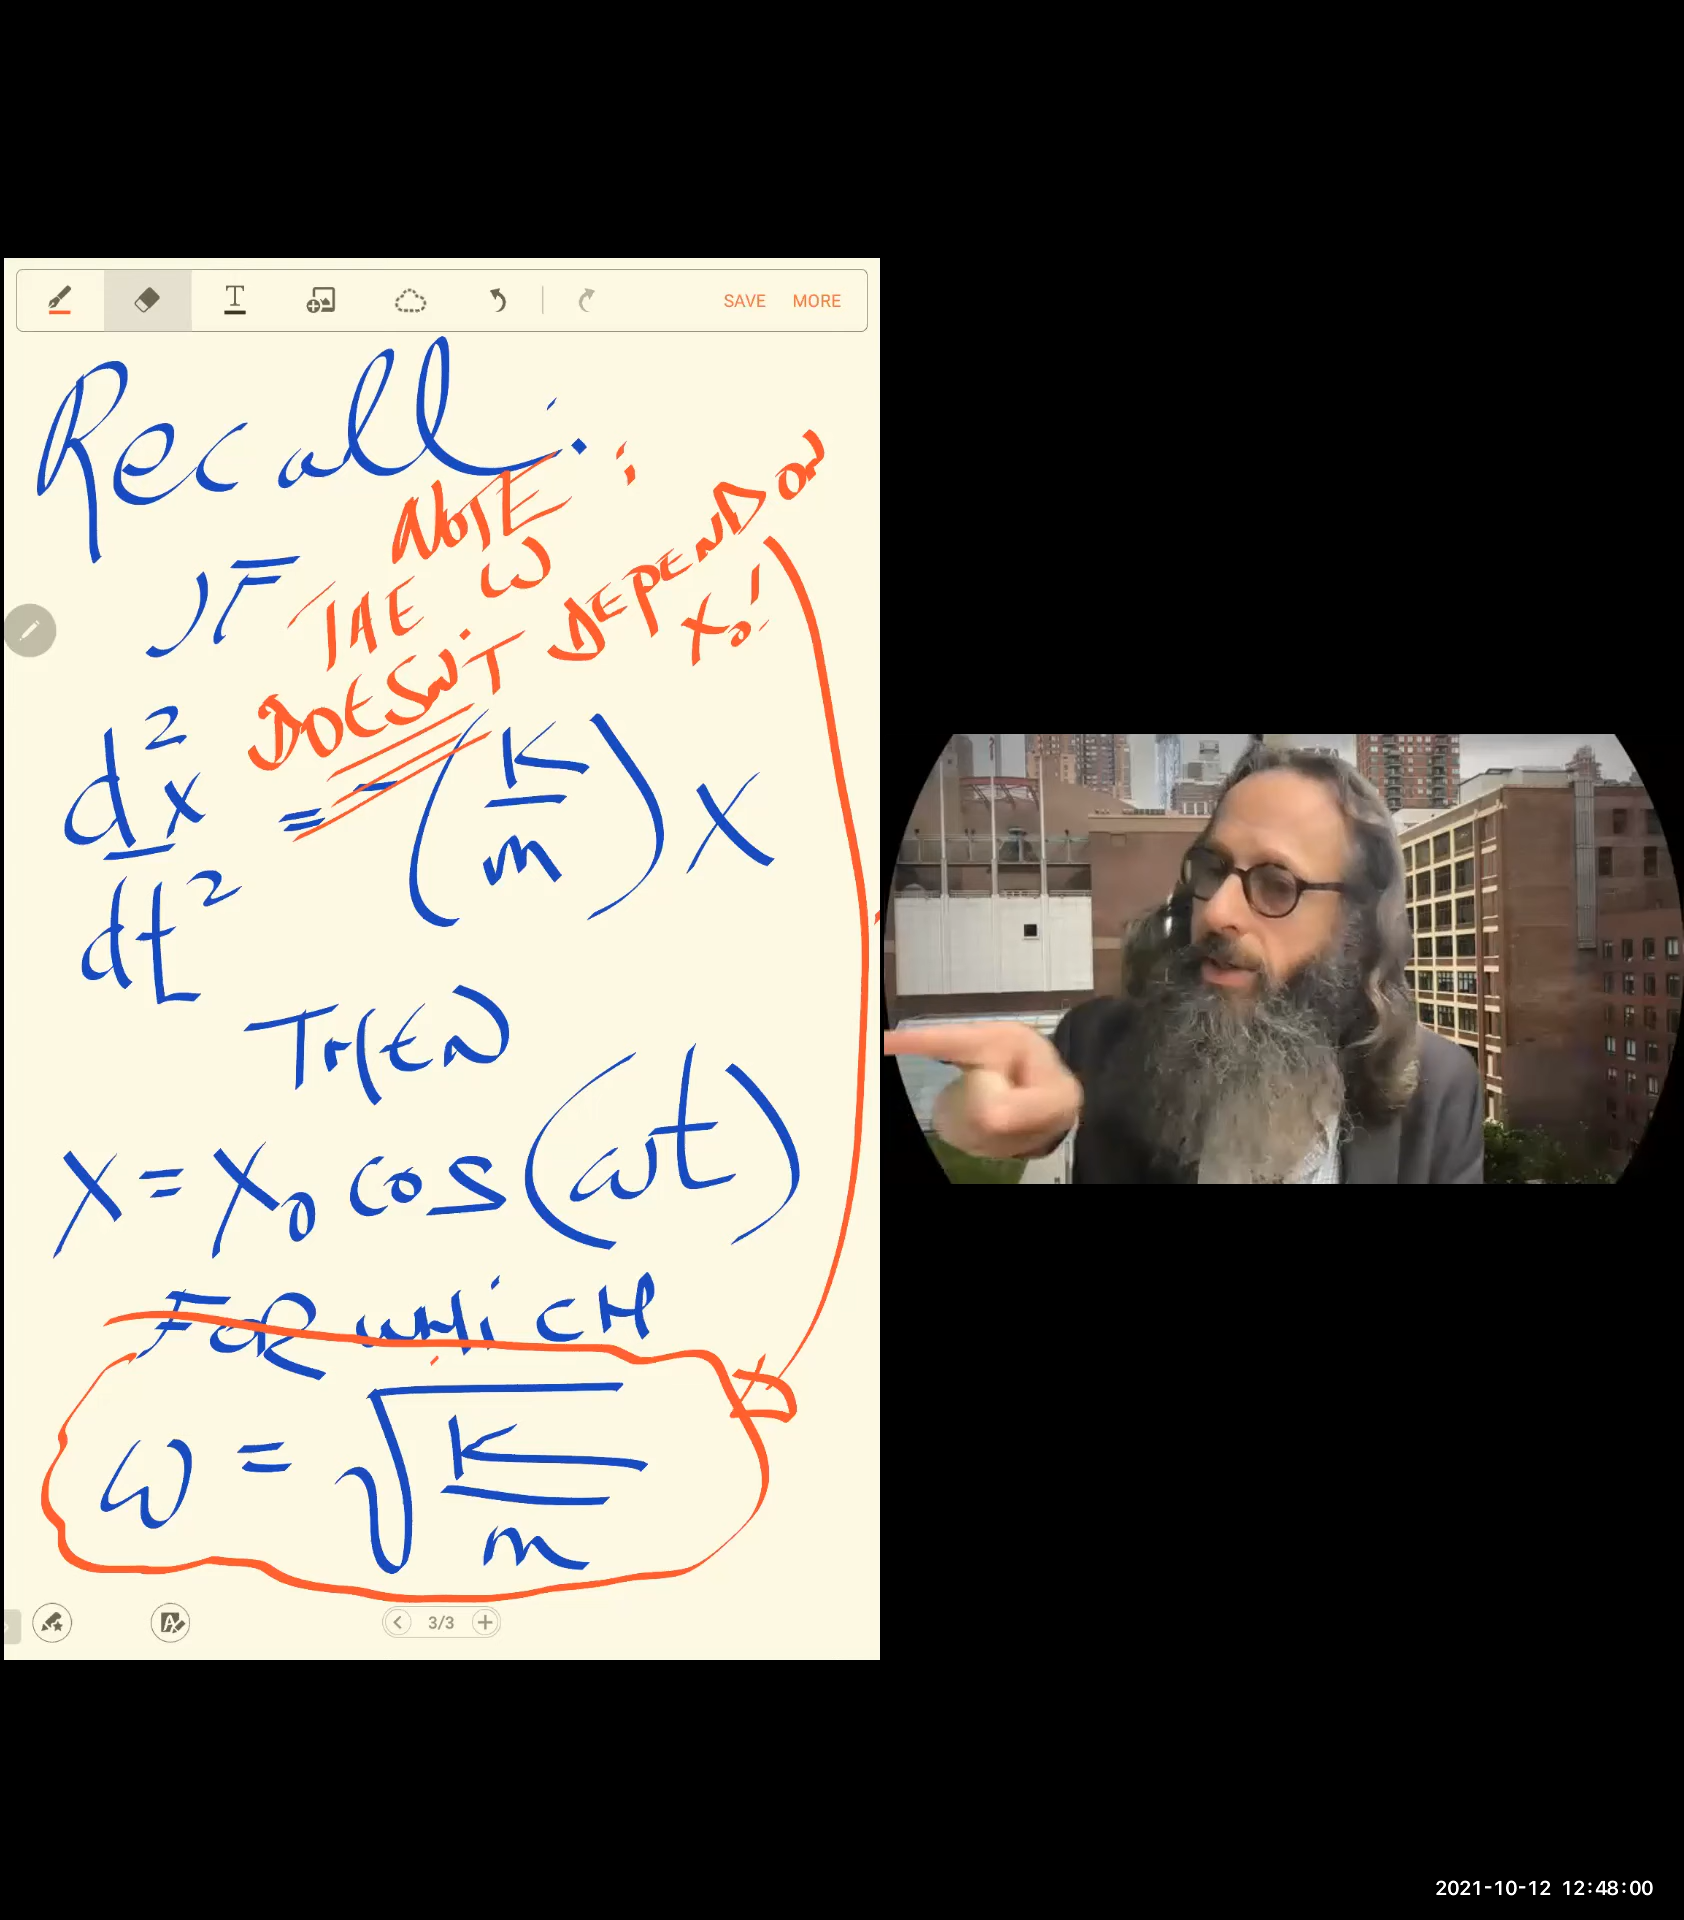 SAVE MORE
Recall:
NOTE:
IF THE ω
DOESN'T DEPEND ON
x₀!
d²x/dt² = -(k/m) x
THEN
x = x₀ cos(ωt)
FOR WHICH
ω = √(k/m)
3/3
2021-10-12 12:48:00